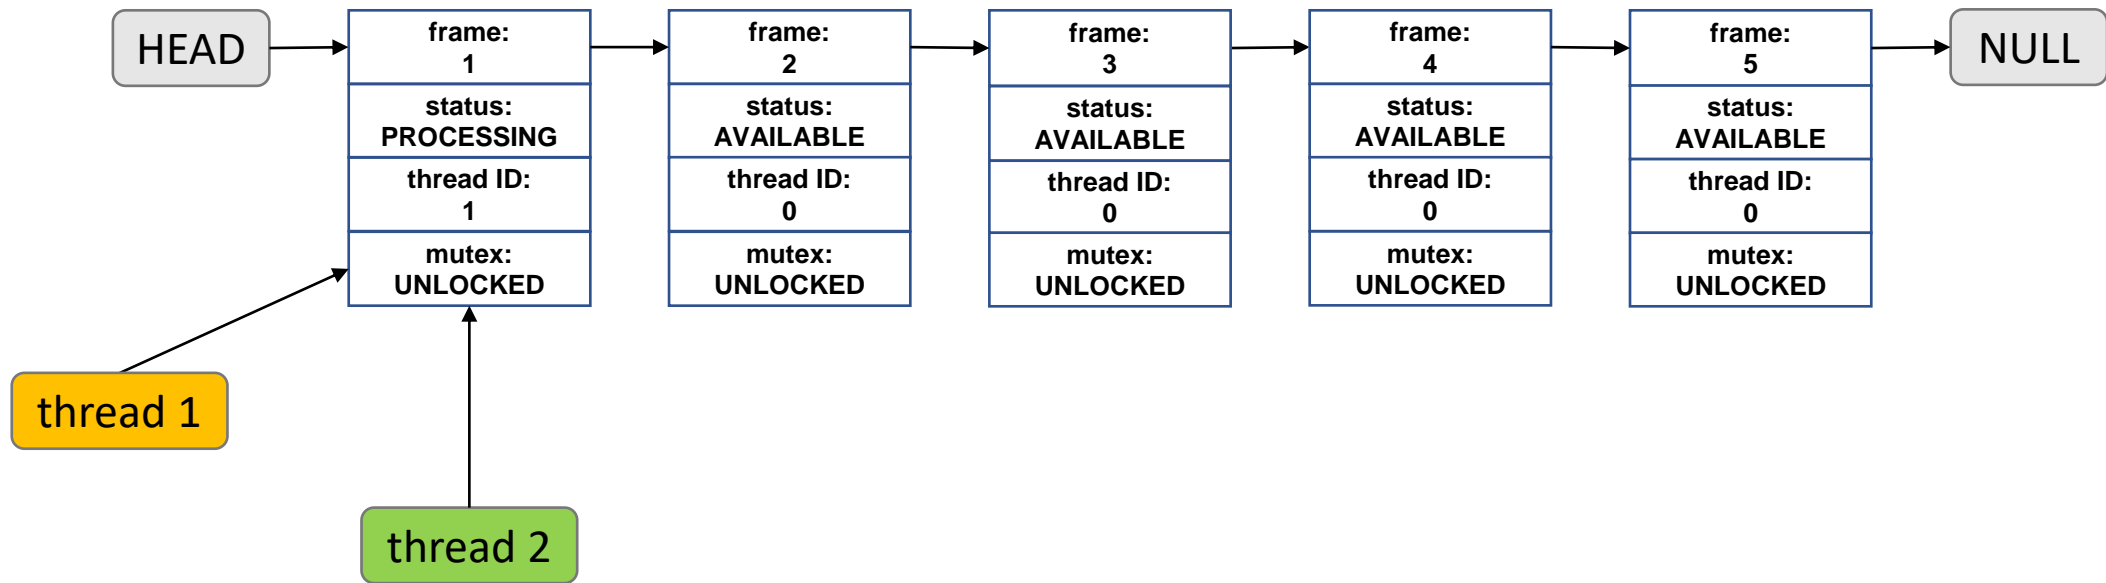 HEAD
frame:
1
status:
PROCESSING
thread ID:
1
mutex:
UNLOCKED
frame:
2
status:
AVAILABLE
thread ID:
0
mutex:
UNLOCKED
frame:
3
status:
AVAILABLE
thread ID:
0
mutex:
UNLOCKED
frame:
4
status:
AVAILABLE
thread ID:
0
mutex:
UNLOCKED
frame:
5
status:
AVAILABLE
thread ID:
0
mutex:
UNLOCKED
NULL
thread 1
thread 2